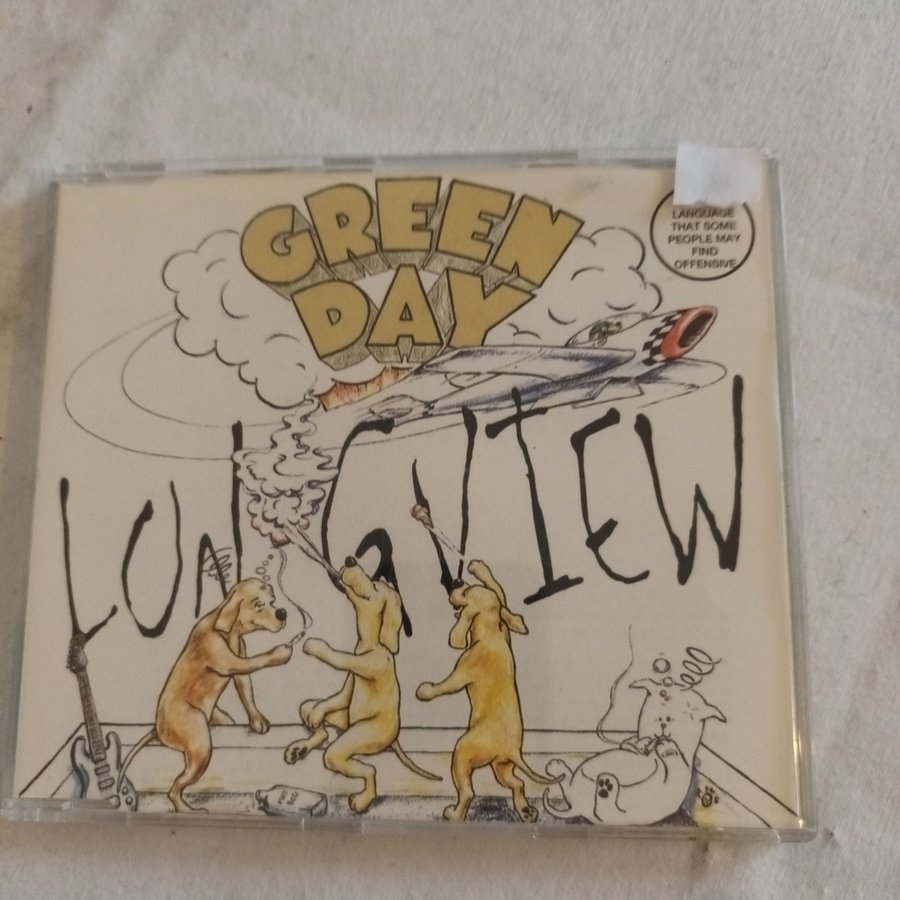 GREEN
DAY
LANGUAGE
THAT SOME
PEOPLE MAY
FIND
OFFENSIVE
LONGVIEW